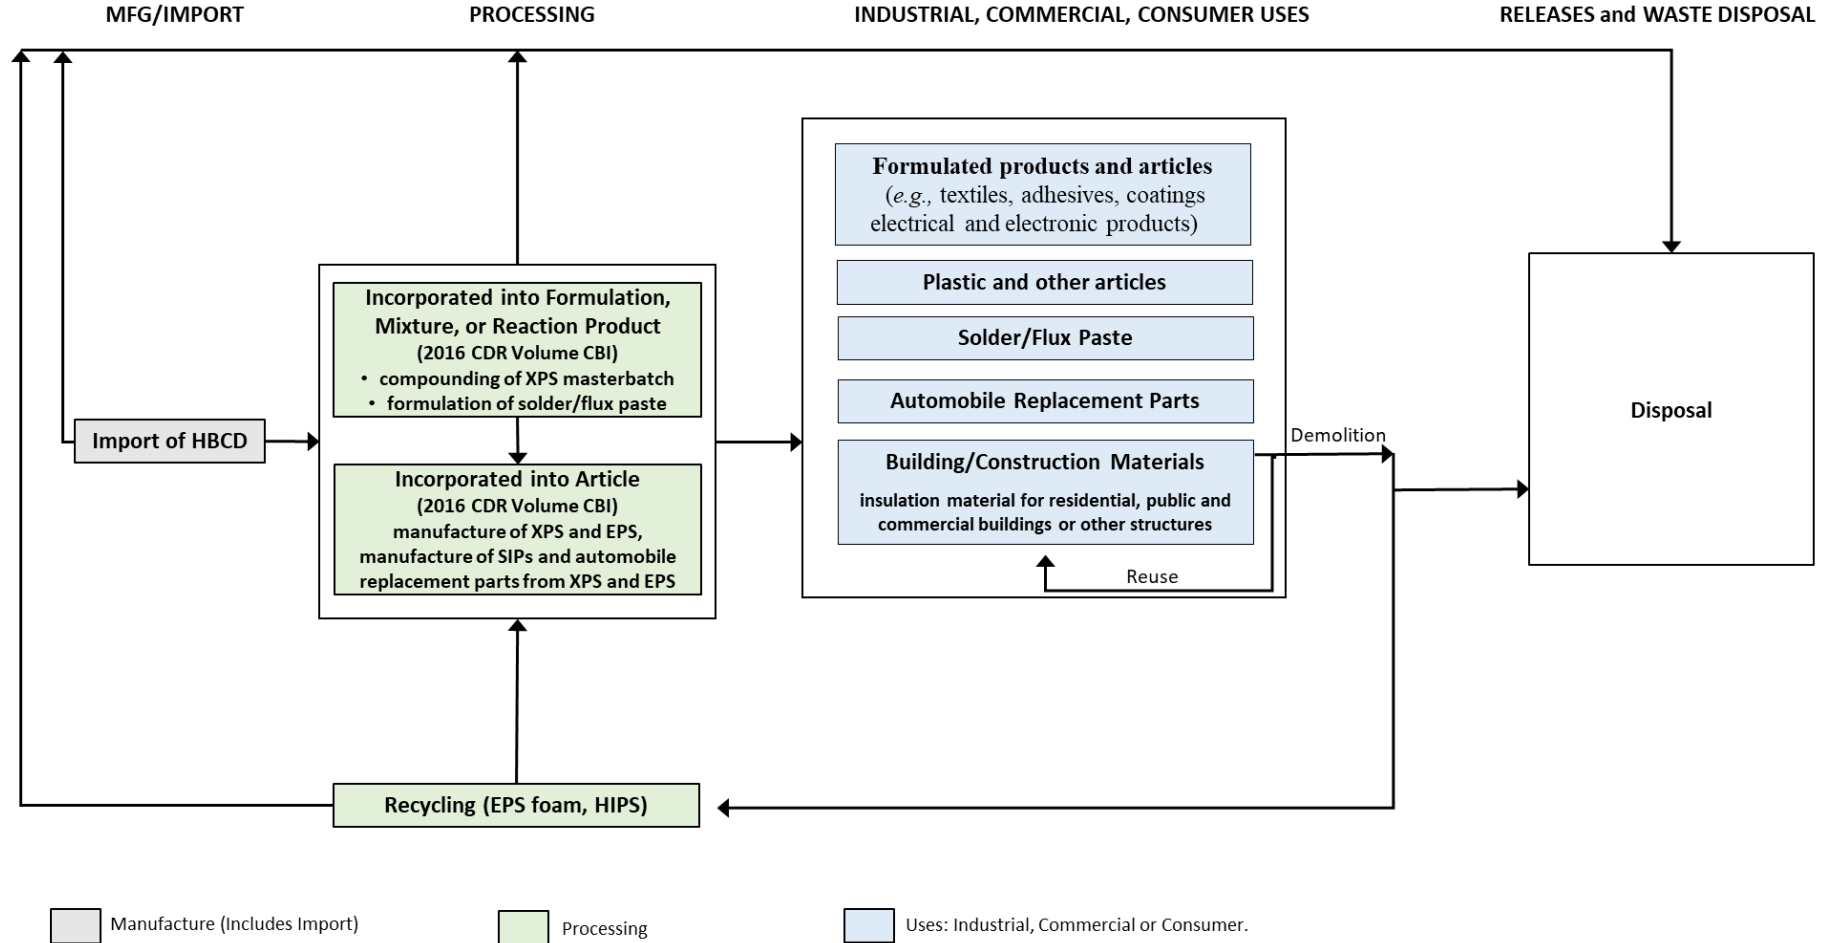 MFG/IMPORT
PROCESSING
INDUSTRIAL, COMMERCIAL, CONSUMER USES
RELEASES and WASTE DISPOSAL
Import of HBCD
Incorporated into Formulation,
Mixture, or Reaction Product
(2016 CDR Volume CBI)
• compounding of XPS masterbatch
• formulation of solder/flux paste
Incorporated into Article
(2016 CDR Volume CBI)
manufacture of XPS and EPS,
manufacture of SIPs and automobile
replacement parts from XPS and EPS
Formulated products and articles
(e.g., textiles, adhesives, coatings
electrical and electronic products)
Plastic and other articles
Solder/Flux Paste
Automobile Replacement Parts
Building/Construction Materials
insulation material for residential, public and
commercial buildings or other structures
Reuse
Demolition
Disposal
Recycling (EPS foam, HIPS)
Manufacture (Includes Import)
Processing
Uses: Industrial, Commercial or Consumer.